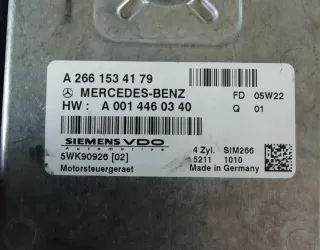 A 266 153 41 79
MERCEDES-BENZ FD 05W22
HW : A 001 446 03 40 Q 01
SIEMENS VDO
Automotive
5WK90926 [02] 4 Zyl. SIM266
5211 1010
Motorsteuergeraet Made in Germany